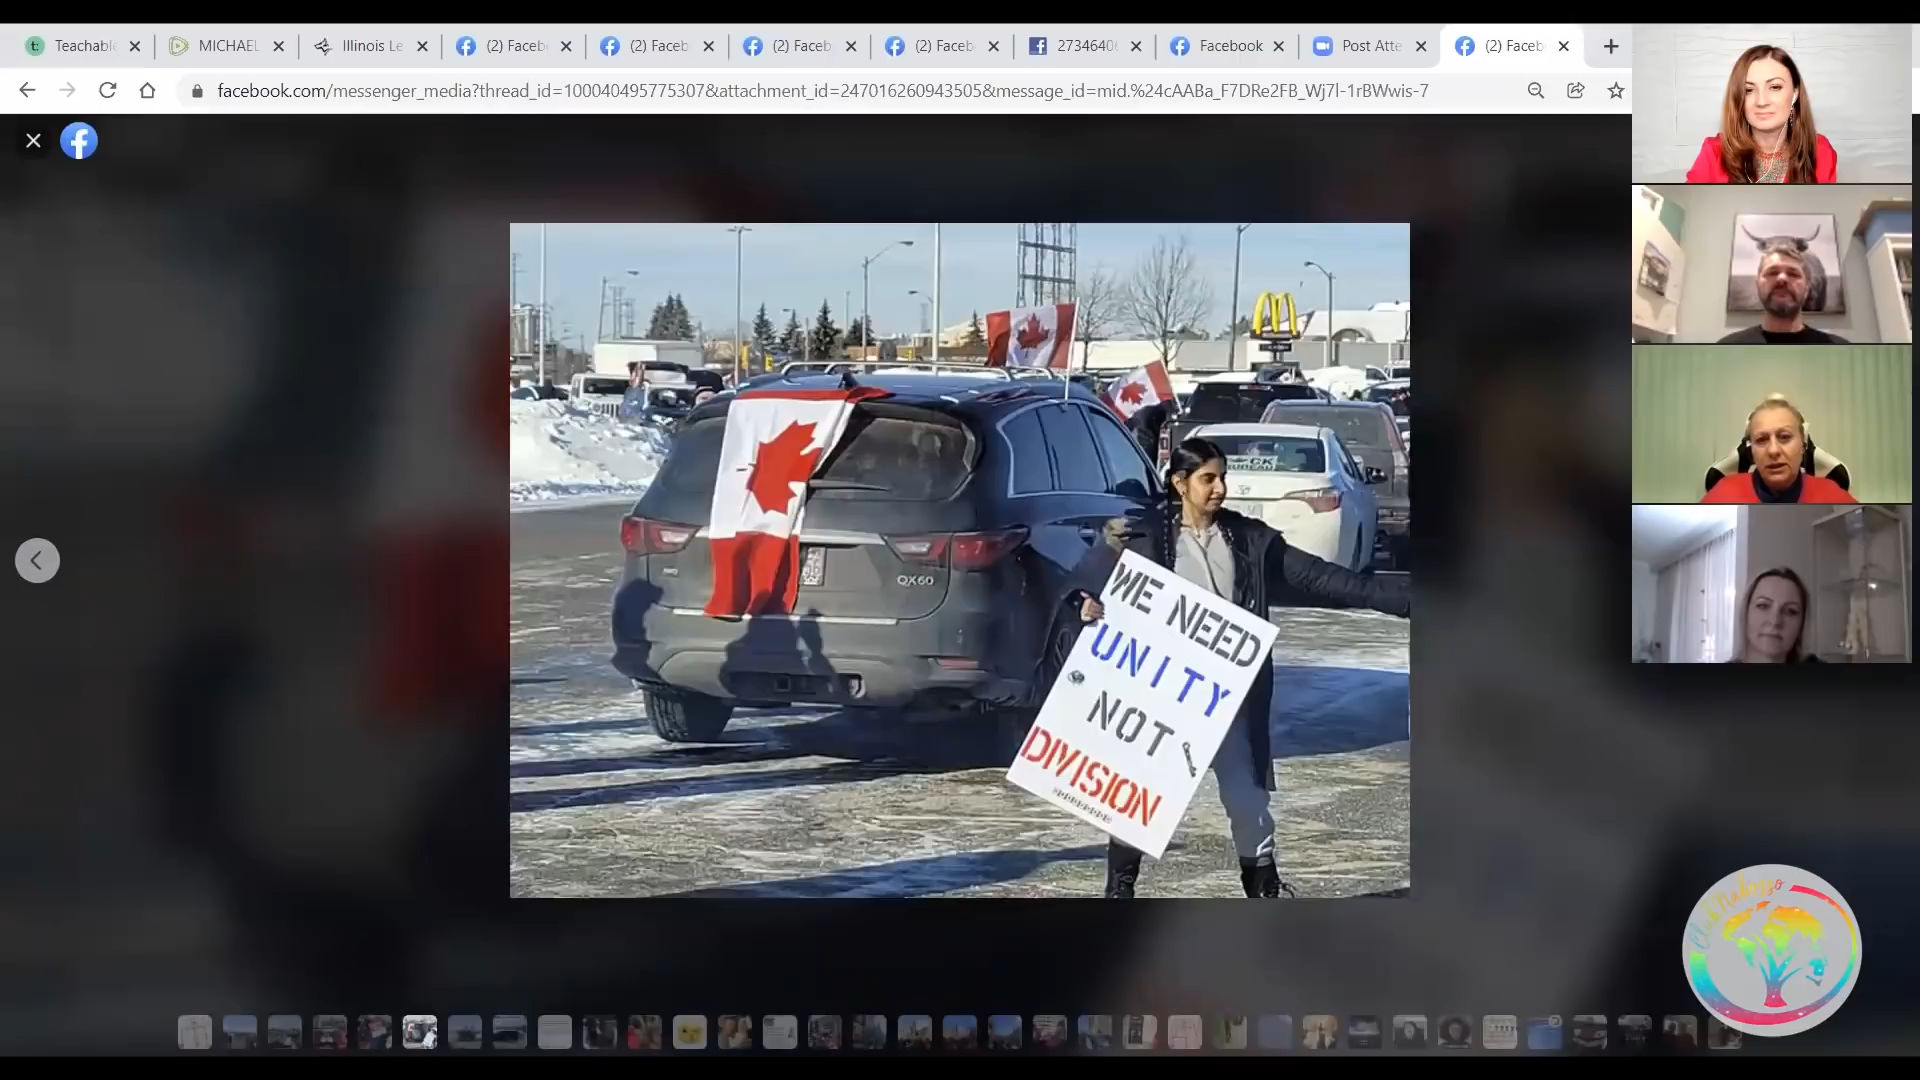 Teachabl
MICHAEL
Illinois Le
(2) Faceb
(2) Faceb
(2) Faceb
(2) Faceb
2734640
Facebook
Post Atte
(2) Faceb
facebook.com/messenger_media?thread_id=100040495775307&attachment_id=247016260943505&message_id=mid.%24cAABa_F7DRe2FB_Wj7l-1rBWwis-7
QX60
WE NEED
UNITY
NOT
DIVISION